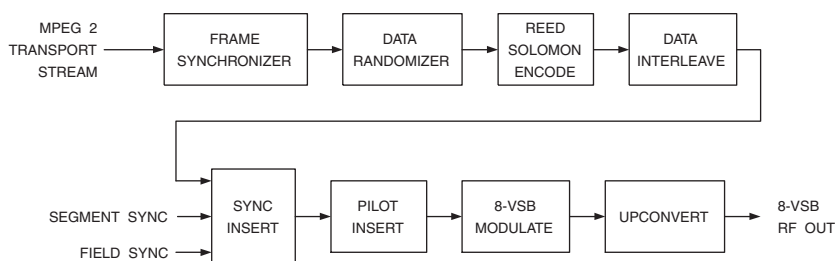 MPEG 2
TRANSPORT
STREAM
FRAME
SYNCHRONIZER
DATA
RANDOMIZER
REED
SOLOMON
ENCODE
DATA
INTERLEAVE
SEGMENT SYNC
FIELD SYNC
SYNC
INSERT
PILOT
INSERT
8-VSB
MODULATE
UPCONVERT
8-VSB
RF OUT